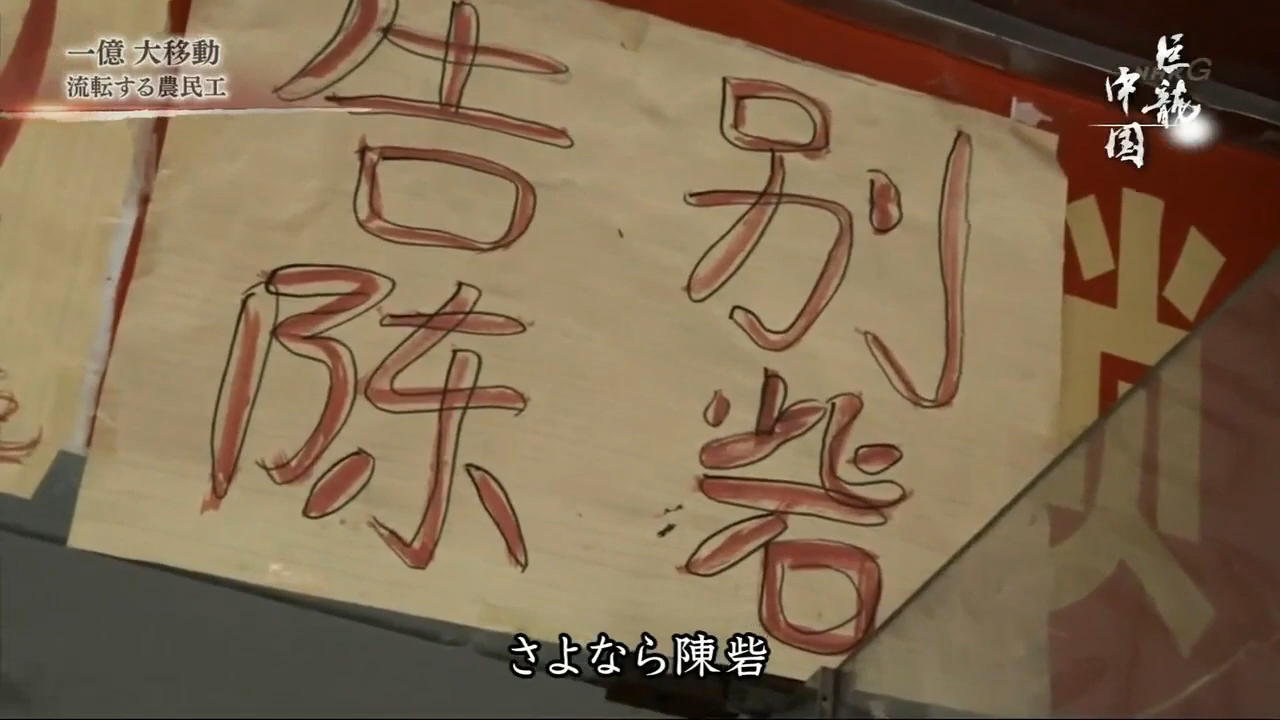 一億 大移動
流転する農民工
巨龍
中国
告别
陈砦
さよなら陳砦